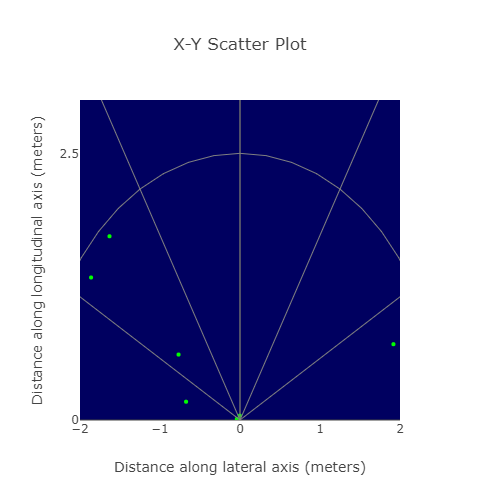 X-Y Scatter Plot
Distance along longitudinal axis (meters)
2.5
0
−2 −1 0 1 2
Distance along lateral axis (meters)